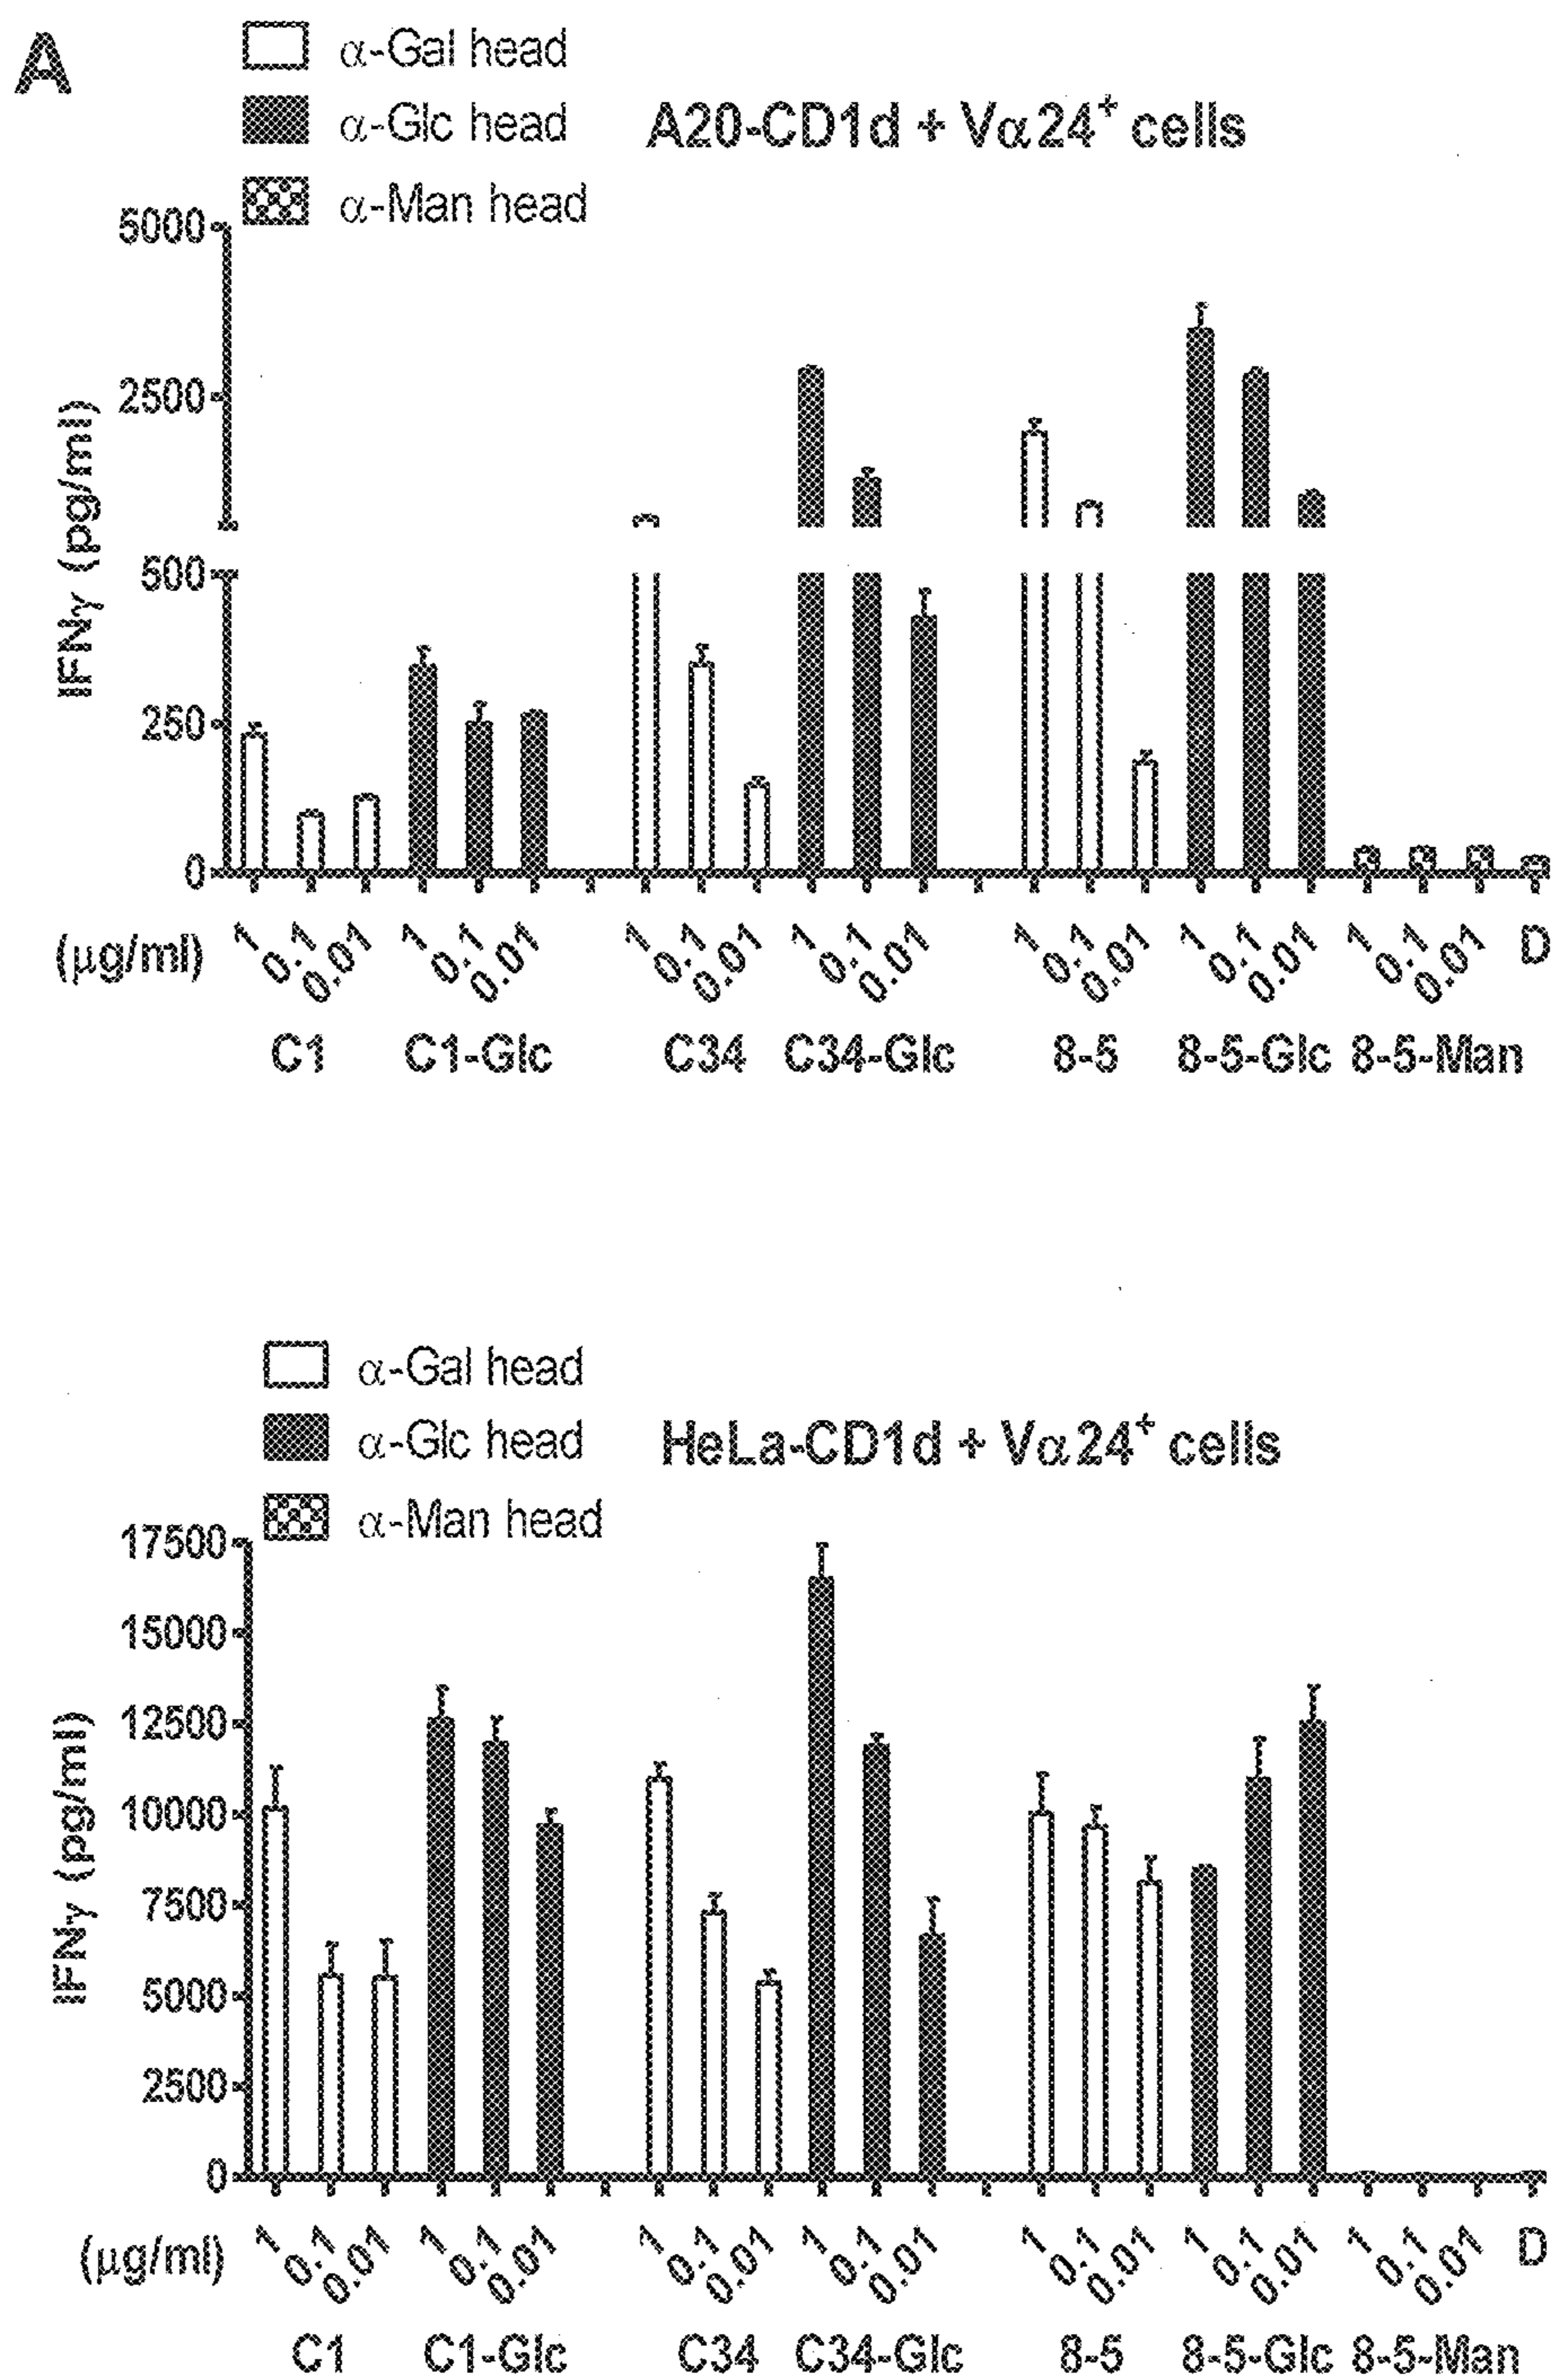 A
α-Gal head
α-Glc head
α-Man head
A20-CD1d + Vα24⁺ cells
IFNγ (pg/ml)
5000
2500
500
250
0
(μg/ml) 1 0.1 0.01 1 0.1 0.01 1 0.1 0.01 1 0.1 0.01 1 0.1 0.01 1 0.1 0.01 1 0.1 0.01 D
C1 C1-Glc C34 C34-Glc 8-5 8-5-Glc 8-5-Man
α-Gal head
α-Glc head
α-Man head
HeLa-CD1d + Vα24⁺ cells
IFNγ (pg/ml)
17500
15000
12500
10000
7500
5000
2500
0
(μg/ml) 1 0.1 0.01 1 0.1 0.01 1 0.1 0.01 1 0.1 0.01 1 0.1 0.01 1 0.1 0.01 1 0.1 0.01 D
C1 C1-Glc C34 C34-Glc 8-5 8-5-Glc 8-5-Man